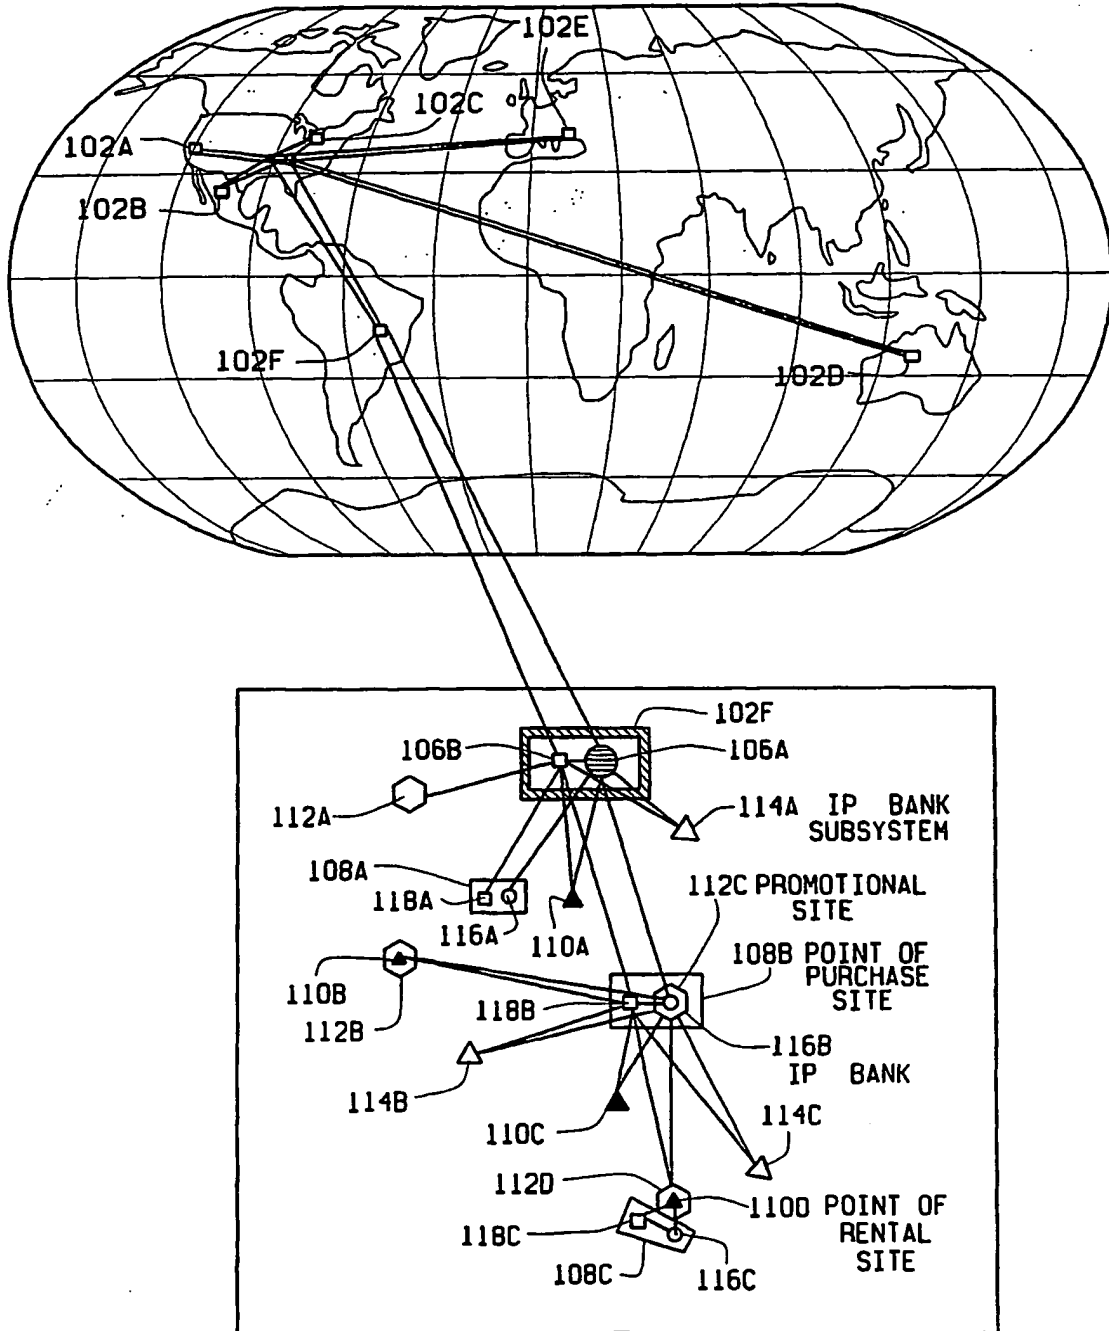 102E
102C
102A
102B
102F
102D
102F
106B
106A
112A
114A IP BANK
SUBSYSTEM
108A
118A
116A
110A
112C PROMOTIONAL
SITE
108B POINT OF
PURCHASE
SITE
110B
112B
118B
116B
IP BANK
114B
110C
114C
112D
110D POINT OF
RENTAL
SITE
118C
108C
116C